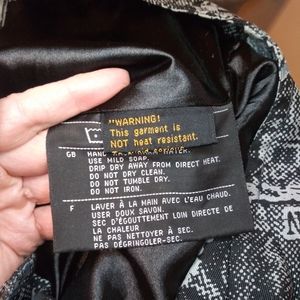 "WARNING!
This garment is
NOT heat resistant.
GB HAND
USE MILD SOAP.
DRIP DRY AWAY FROM DIRECT HEAT.
DO NOT DRY CLEAN.
DO NOT TUMBLE DRY.
DO NOT IRON.
F LAVER À LA MAIN AVEC L'EAU CHAUD.
USER DOUX SAVON.
SEC D'ÉGOUTTEMENT LOIN DIRECTE DE
LA CHALEUR
NE PAS NETTOYER À SEC.
PAS DÉGRINGOLER-SEC.